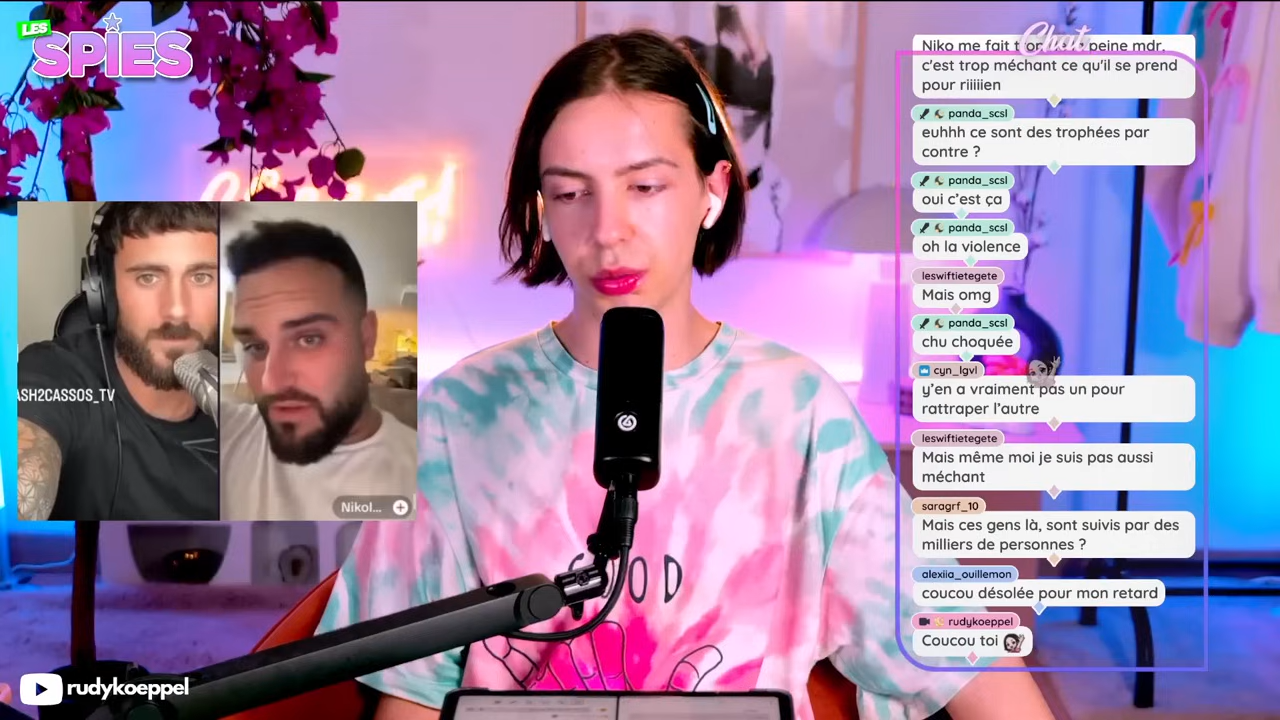 LES
SPIES
Chat
Niko me fait peine mdr,
c'est trop méchant ce qu'il se prend
pour riiiiien
panda_scsl
euhhh ce sont des trophées par
contre ?
panda_scsl
oui c'est ça
panda_scsl
oh la violence
leswiftietegete
Mais omg
panda_scsl
chu choquée
cyn_lgvl
y'en a vraiment pas un pour
rattraper l'autre
leswiftietegete
Mais même moi je suis pas aussi
méchant
saragrf_10
Mais ces gens là, sont suivis par des
milliers de personnes ?
alexiia_ouillemon
coucou désolée pour mon retard
rudykoeppel
Coucou toi
ASH2CASSOS_TV
Nikol...
rudykoeppel